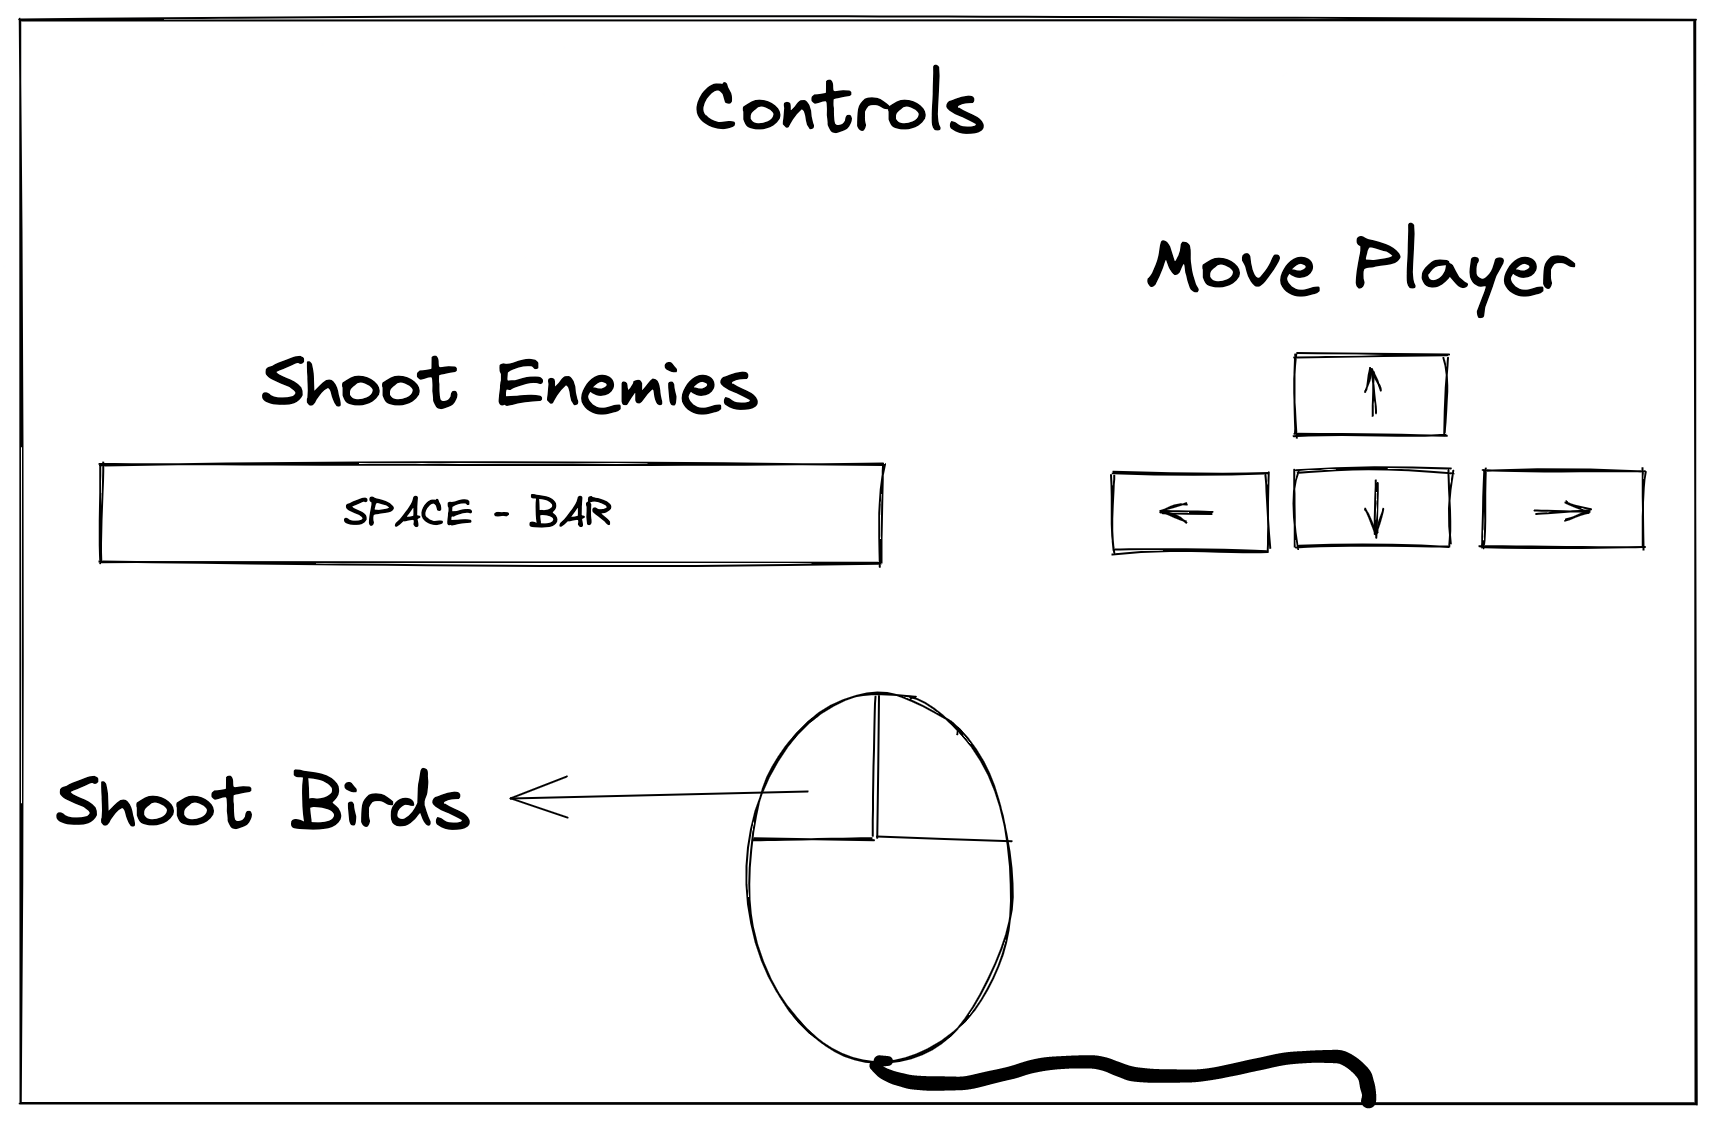 Controls
Move Player
Shoot Enemies
SPACE - BAR
↑
← ↓ →
Shoot Birds